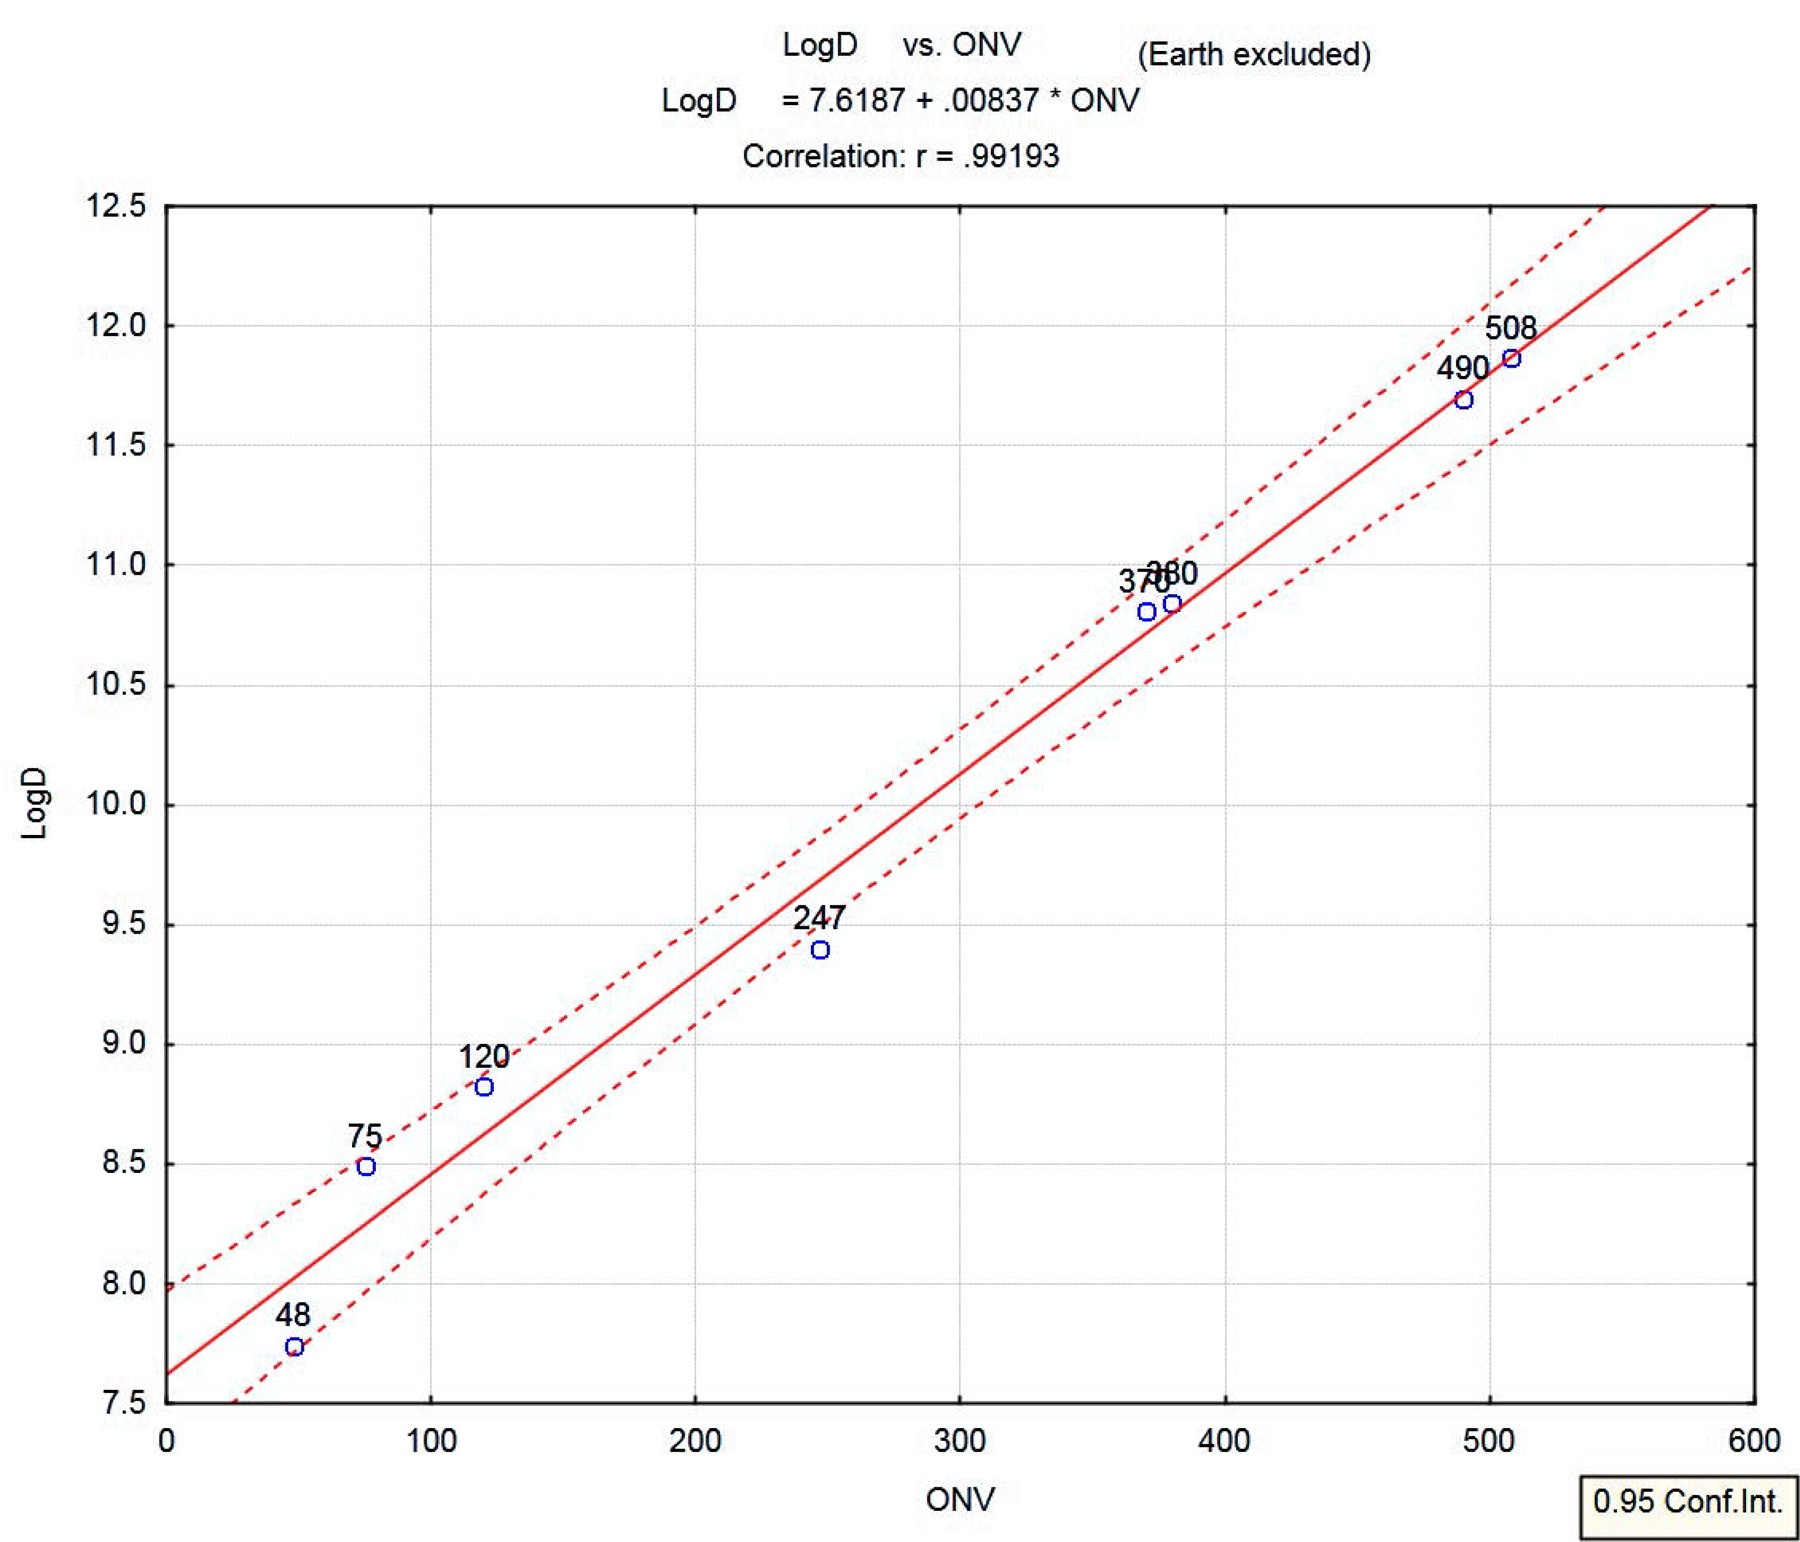 LogD vs. ONV (Earth excluded)
LogD = 7.6187 + .00837 * ONV
Correlation: r = .99193
12.5
12.0
11.5
11.0
10.5
10.0
9.5
9.0
8.5
8.0
7.5
LogD
508
490
370
380
247
120
75
48
0 100 200 300 400 500 600
ONV
0.95 Conf.Int.